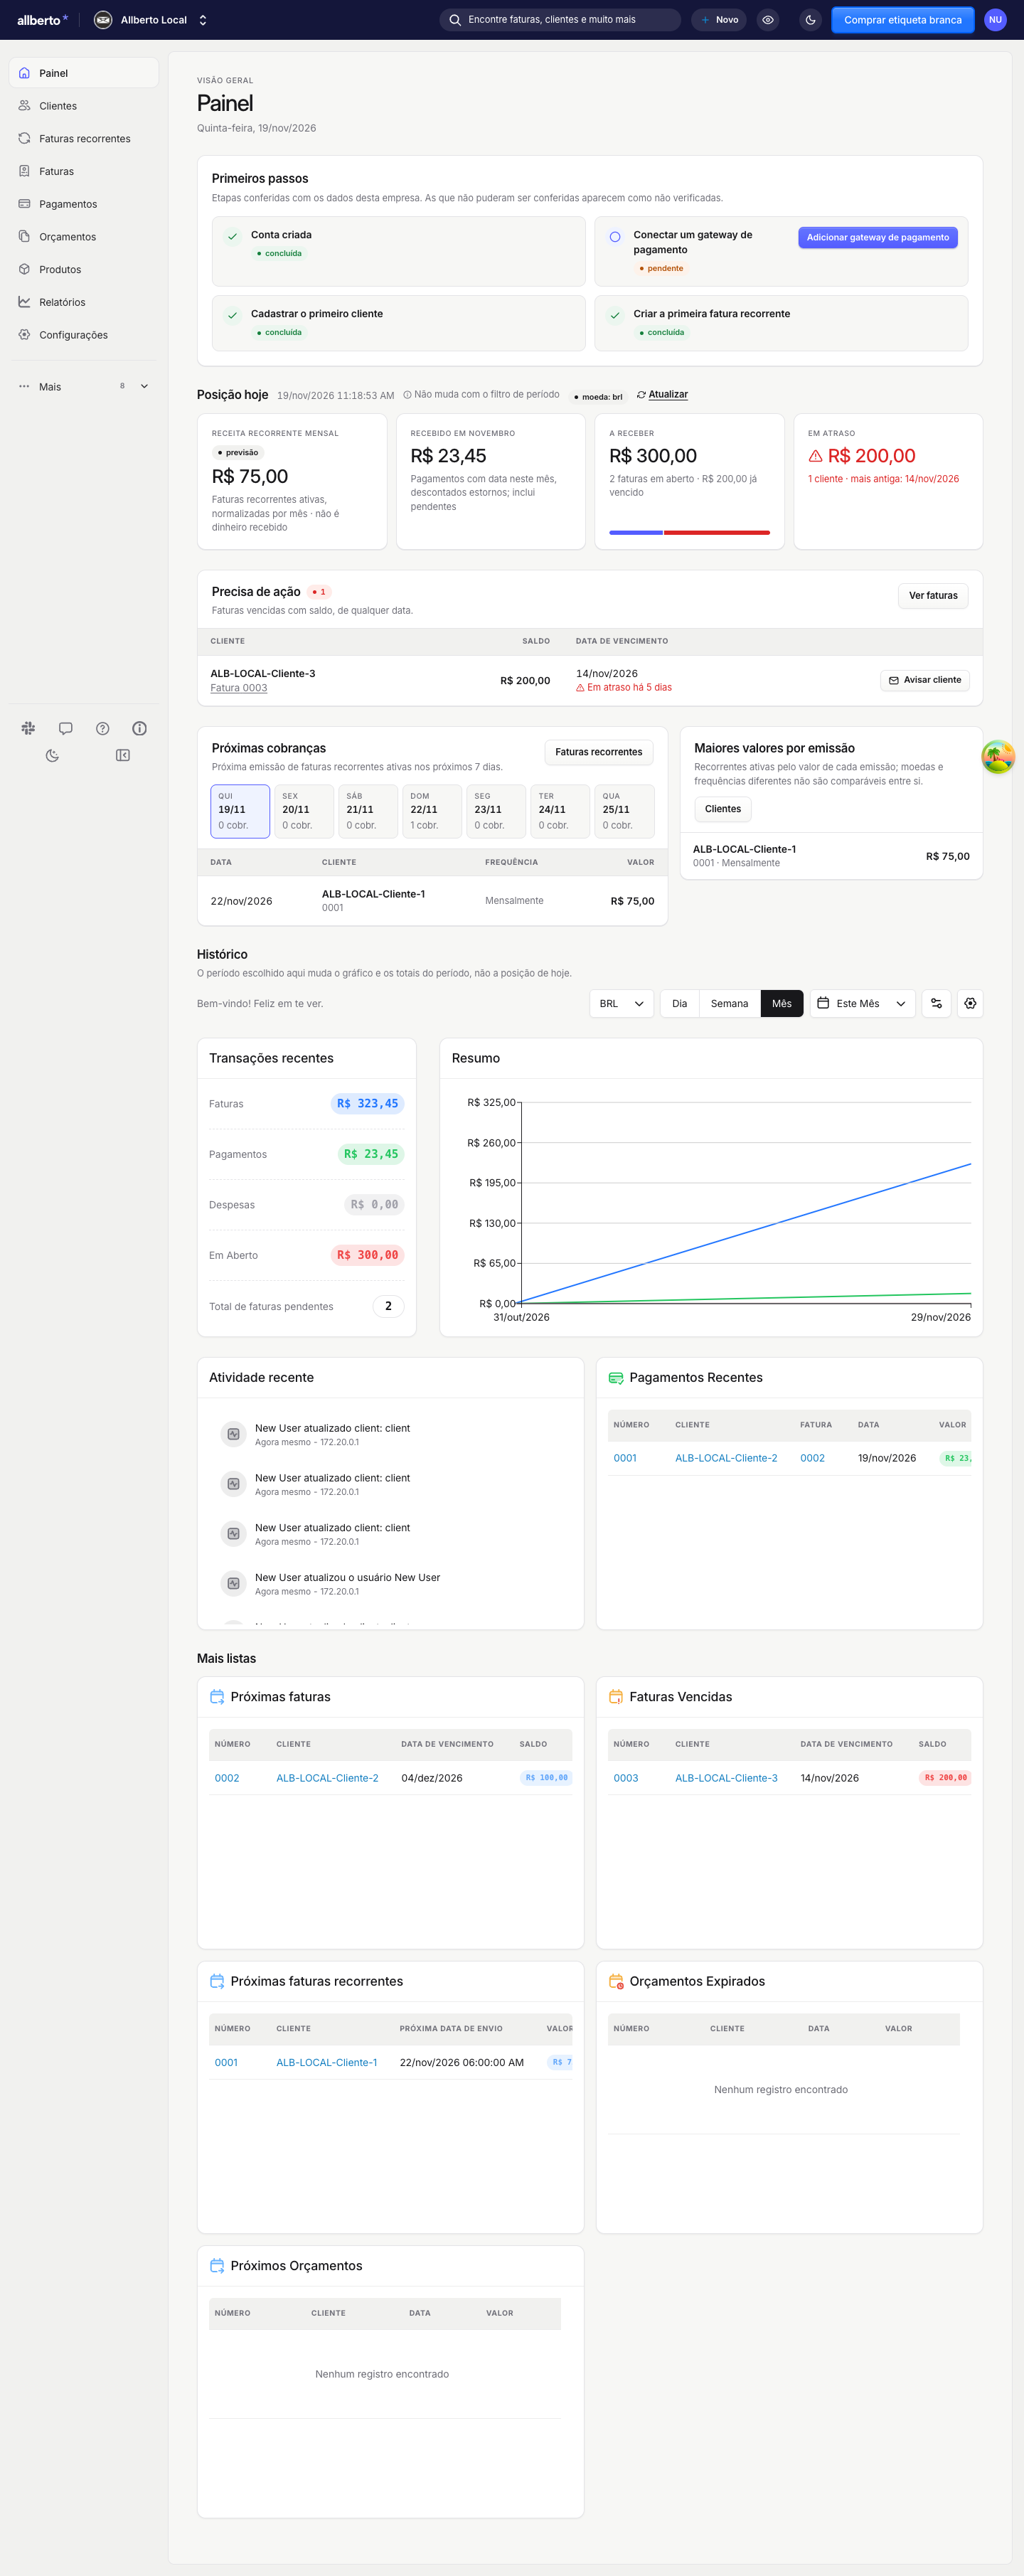 allberto
Allberto Local
Encontre faturas, clientes e muito mais
Novo
Comprar etiqueta branca
NU
Painel
Clientes
Faturas recorrentes
Faturas
Pagamentos
Orçamentos
Produtos
Relatórios
Configurações
Mais 8
VISÃO GERAL
Painel
Quinta-feira, 19/nov/2026
Primeiros passos
Etapas conferidas com os dados desta empresa. As que não puderam ser conferidas aparecem como não verificadas.
Conta criada
concluída
Conectar um gateway de
pagamento
pendente
Adicionar gateway de pagamento
Cadastrar o primeiro cliente
concluída
Criar a primeira fatura recorrente
concluída
Posição hoje 19/nov/2026 11:18:53 AM Não muda com o filtro de período moeda: brl Atualizar
RECEITA RECORRENTE MENSAL
previsão
R$ 75,00
Faturas recorrentes ativas,
normalizadas por mês · não é
dinheiro recebido
RECEBIDO EM NOVEMBRO
R$ 23,45
Pagamentos com data neste mês,
descontados estornos; inclui
pendentes
A RECEBER
R$ 300,00
2 faturas em aberto · R$ 200,00 já
vencido
EM ATRASO
R$ 200,00
1 cliente · mais antiga: 14/nov/2026
Precisa de ação 1
Faturas vencidas com saldo, de qualquer data.
Ver faturas
CLIENTE SALDO DATA DE VENCIMENTO
ALB-LOCAL-Cliente-3
Fatura 0003
R$ 200,00
14/nov/2026
Em atraso há 5 dias
Avisar cliente
Próximas cobranças
Próxima emissão de faturas recorrentes ativas nos próximos 7 dias.
Faturas recorrentes
QUI
19/11
0 cobr.
SEX
20/11
0 cobr.
SÁB
21/11
0 cobr.
DOM
22/11
1 cobr.
SEG
23/11
0 cobr.
TER
24/11
0 cobr.
QUA
25/11
0 cobr.
DATA CLIENTE FREQUÊNCIA VALOR
22/nov/2026
ALB-LOCAL-Cliente-1
0001
Mensalmente
R$ 75,00
Maiores valores por emissão
Recorrentes ativas pelo valor de cada emissão; moedas e
frequências diferentes não são comparáveis entre si.
Clientes
ALB-LOCAL-Cliente-1
0001 · Mensalmente
R$ 75,00
Histórico
O período escolhido aqui muda o gráfico e os totais do período, não a posição de hoje.
Bem-vindo! Feliz em te ver.
BRL
Dia
Semana
Mês
Este Mês
Transações recentes
Faturas R$ 323,45
Pagamentos R$ 23,45
Despesas R$ 0,00
Em Aberto R$ 300,00
Total de faturas pendentes 2
Resumo
R$ 325,00
R$ 260,00
R$ 195,00
R$ 130,00
R$ 65,00
R$ 0,00
31/out/2026 29/nov/2026
Atividade recente
New User atualizado client: client
Agora mesmo - 172.20.0.1
New User atualizado client: client
Agora mesmo - 172.20.0.1
New User atualizado client: client
Agora mesmo - 172.20.0.1
New User atualizou o usuário New User
Agora mesmo - 172.20.0.1
Pagamentos Recentes
NÚMERO CLIENTE FATURA DATA VALOR
0001 ALB-LOCAL-Cliente-2 0002 19/nov/2026 R$ 23,
Mais listas
Próximas faturas
NÚMERO CLIENTE DATA DE VENCIMENTO SALDO
0002 ALB-LOCAL-Cliente-2 04/dez/2026 R$ 100,00
Faturas Vencidas
NÚMERO CLIENTE DATA DE VENCIMENTO SALDO
0003 ALB-LOCAL-Cliente-3 14/nov/2026 R$ 200,00
Próximas faturas recorrentes
NÚMERO CLIENTE PRÓXIMA DATA DE ENVIO VALOR
0001 ALB-LOCAL-Cliente-1 22/nov/2026 06:00:00 AM R$ 7
Orçamentos Expirados
NÚMERO CLIENTE DATA VALOR
Nenhum registro encontrado
Próximos Orçamentos
NÚMERO CLIENTE DATA VALOR
Nenhum registro encontrado